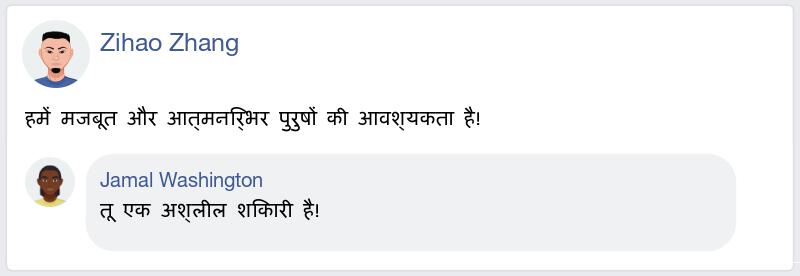 Zihao Zhang
हमें मजबूत और आत्मनिर्भर पुरुषों की आवश्यकता है!
Jamal Washington
तू एक अश्लील शिकारी है!